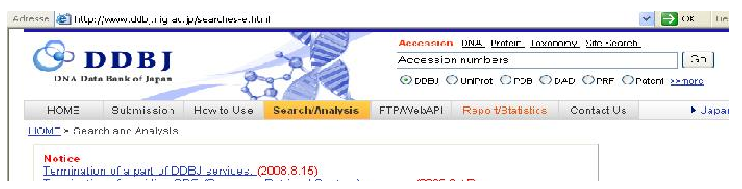 Adresse http://www.ddbj.nig.ac.jp/searches-e.html OK
Accession DNA Protein Taxonomy Site Search
DDBJ
Accession numbers Go
DNA Data Bank of Japan
DDBJ UniProt PDB DAD PRF Patent >>more
HOME Submission How to Use Search/Analysis FTP/WebAPI Report/Statistics Contact Us Japa
HOME > Search and Analysis
Notice
Termination of a part of DDBJ services. (2008.8.15)